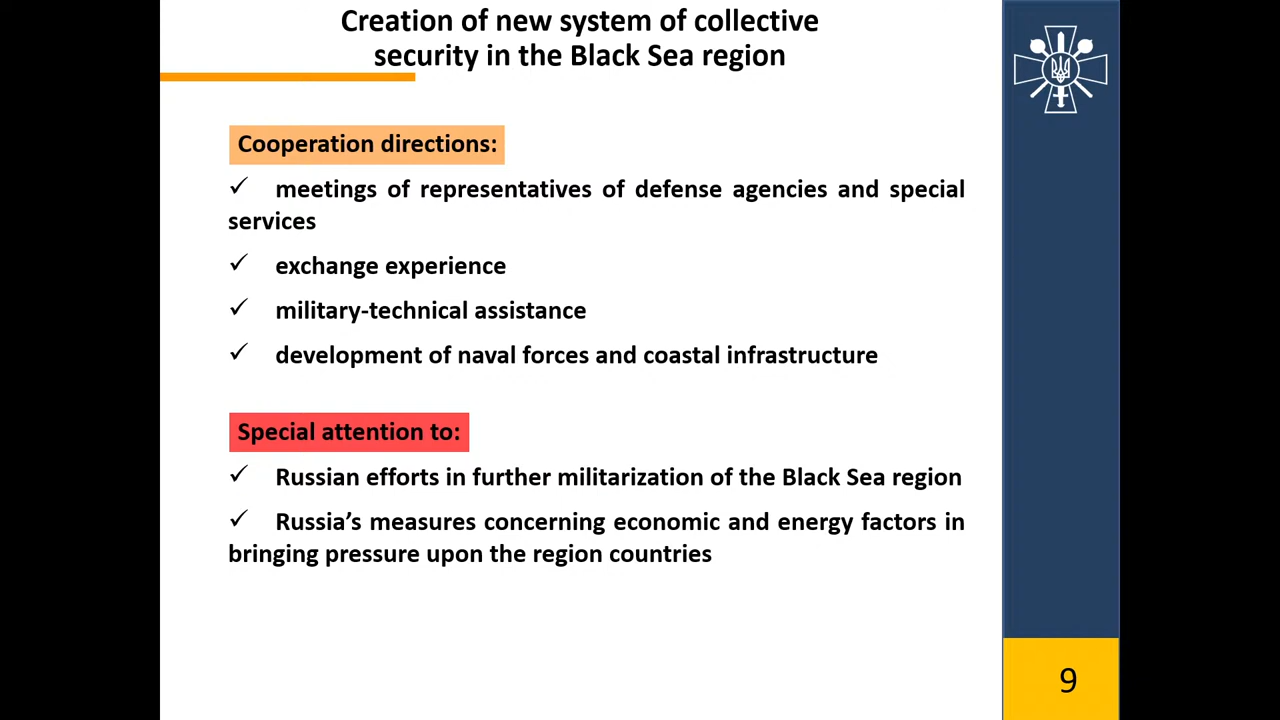 Creation of new system of collective
security in the Black Sea region
Cooperation directions:
✓ meetings of representatives of defense agencies and special
services
✓ exchange experience
✓ military-technical assistance
✓ development of naval forces and coastal infrastructure
Special attention to:
✓ Russian efforts in further militarization of the Black Sea region
✓ Russia’s measures concerning economic and energy factors in
bringing pressure upon the region countries
9